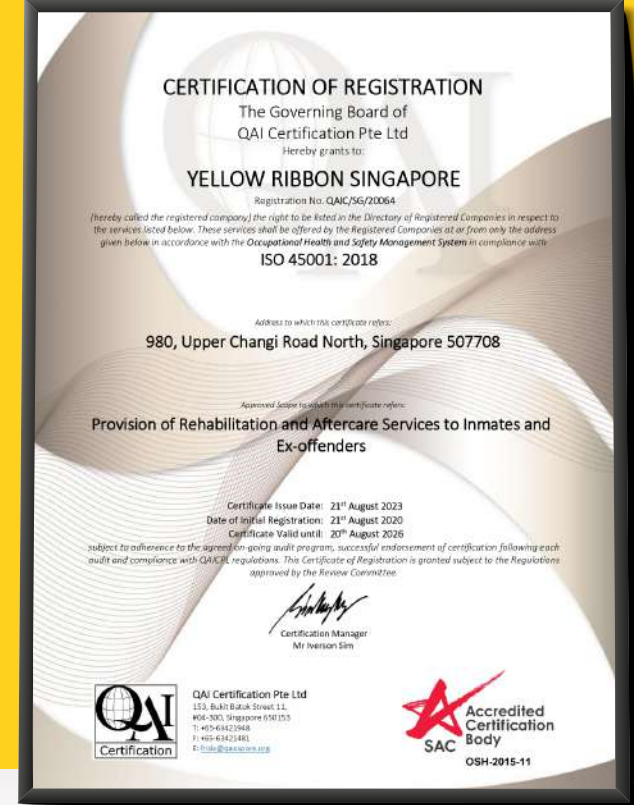 CERTIFICATION OF REGISTRATION
The Governing Board of
QAI Certification Pte Ltd
Hereby grants to:
YELLOW RIBBON SINGAPORE
Registration No. QAIC/SG/20064
(hereby called the registered company) the right to be listed in the Directory of Registered Companies in respect to
the services listed below. These services shall be offered by the Registered Companies at or from only the address
given below in accordance with the Occupational Health and Safety Management System in compliance with
ISO 45001: 2018
Address to which this certificate refers:
980, Upper Changi Road North, Singapore 507708
Approved Scope to which this certificate refers:
Provision of Rehabilitation and Aftercare Services to Inmates and
Ex-offenders
Certificate Issue Date: 21st August 2023
Date of Initial Registration: 21st August 2020
Certificate Valid until: 20th August 2026
subject to adherence to the agreed on-going audit program, successful endorsement of certification following each
audit and compliance with QAICPL regulations. This Certificate of Registration is granted subject to the Regulations
approved by the Review Committee.
Certification Manager
Mr Iverson Sim
QAI
Certification
QAI Certification Pte Ltd
153, Bukit Batok Street 11,
#04-300, Singapore 650153
T: +65-63421948
F: +65-63421481
E:
SAC
Accredited
Certification
Body
OSH-2015-11